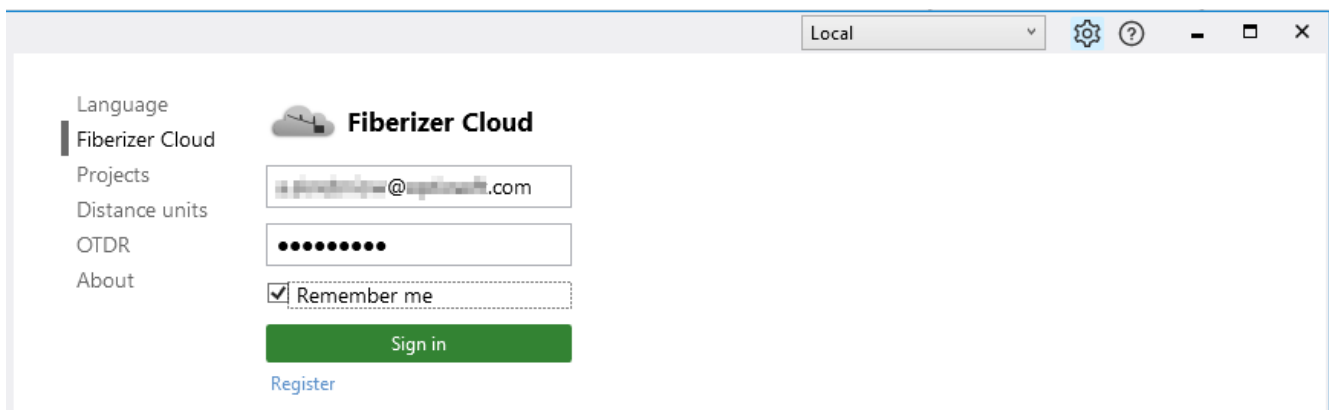 Local
Language
Fiberizer Cloud
Projects
Distance units
OTDR
About
Fiberizer Cloud
@ .com
Remember me
Sign in
Register